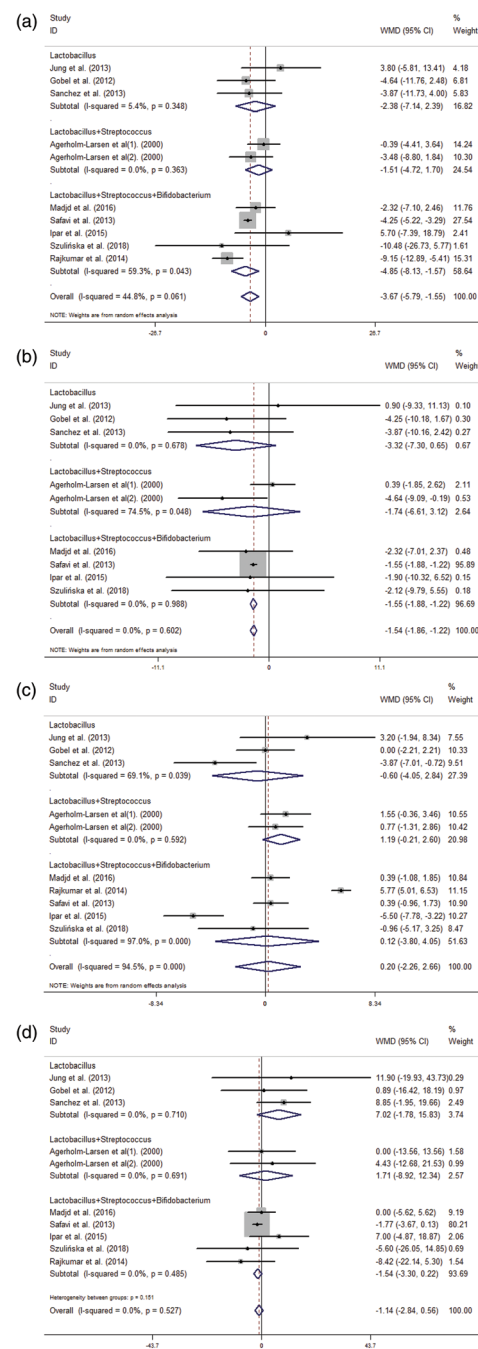 (a)
Study %
ID WMD (95% CI) Weight
Lactobacillus
Jung et al. (2013) 3.80 (-5.81, 13.41) 4.18
Gobel et al. (2012) -4.64 (-11.76, 2.48) 6.81
Sanchez et al. (2013) -3.87 (-11.73, 4.00) 5.83
Subtotal (I-squared = 5.4%, p = 0.348) -2.38 (-7.14, 2.39) 16.82
.
Lactobacillus+Streptococcus
Agerholm-Larsen et al(1). (2000) -0.39 (-4.41, 3.64) 14.24
Agerholm-Larsen et al(2). (2000) -3.48 (-8.80, 1.84) 10.30
Subtotal (I-squared = 0.0%, p = 0.363) -1.51 (-4.72, 1.70) 24.54
.
Lactobacillus+Streptococcus+Bifidobacterium
Madjd et al. (2016) -2.32 (-7.10, 2.46) 11.76
Safavi et al. (2013) -4.25 (-5.22, -3.29) 27.54
Ipar et al. (2015) 5.70 (-7.39, 18.79) 2.41
Szulińska et al. (2018) -10.48 (-26.73, 5.77) 1.61
Rajkumar et al. (2014) -9.15 (-12.89, -5.41) 15.31
Subtotal (I-squared = 59.3%, p = 0.043) -4.85 (-8.13, -1.57) 58.64
.
Overall (I-squared = 44.8%, p = 0.061) -3.67 (-5.79, -1.55) 100.00
NOTE: Weights are from random effects analysis
-26.7 0 26.7
(b)
Study %
ID WMD (95% CI) Weight
Lactobacillus
Jung et al. (2013) 0.90 (-9.33, 11.13) 0.10
Gobel et al. (2012) -4.25 (-10.18, 1.67) 0.30
Sanchez et al. (2013) -3.87 (-10.16, 2.42) 0.27
Subtotal (I-squared = 0.0%, p = 0.678) -3.32 (-7.30, 0.65) 0.67
.
Lactobacillus+Streptococcus
Agerholm-Larsen et al(1). (2000) 0.39 (-1.85, 2.62) 2.11
Agerholm-Larsen et al(2). (2000) -4.64 (-9.09, -0.19) 0.53
Subtotal (I-squared = 74.5%, p = 0.048) -1.74 (-6.61, 3.12) 2.64
.
Lactobacillus+Streptococcus+Bifidobacterium
Madjd et al. (2016) -2.32 (-7.01, 2.37) 0.48
Safavi et al. (2013) -1.55 (-1.88, -1.22) 95.89
Ipar et al. (2015) -1.90 (-10.32, 6.52) 0.15
Szulińska et al. (2018) -2.12 (-9.79, 5.55) 0.18
Subtotal (I-squared = 0.0%, p = 0.988) -1.55 (-1.88, -1.22) 96.69
.
Overall (I-squared = 0.0%, p = 0.602) -1.54 (-1.86, -1.22) 100.00
NOTE: Weights are from random effects analysis
-11.1 0 11.1
(c)
Study %
ID WMD (95% CI) Weight
Lactobacillus
Jung et al. (2013) 3.20 (-1.94, 8.34) 7.55
Gobel et al. (2012) 0.00 (-2.21, 2.21) 10.33
Sanchez et al. (2013) -3.87 (-7.01, -0.72) 9.51
Subtotal (I-squared = 69.1%, p = 0.039) -0.60 (-4.05, 2.84) 27.39
.
Lactobacillus+Streptococcus
Agerholm-Larsen et al(1). (2000) 1.55 (-0.36, 3.46) 10.55
Agerholm-Larsen et al(2). (2000) 0.77 (-1.31, 2.86) 10.42
Subtotal (I-squared = 0.0%, p = 0.592) 1.19 (-0.21, 2.60) 20.98
.
Lactobacillus+Streptococcus+Bifidobacterium
Madjd et al. (2016) 0.39 (-1.08, 1.85) 10.84
Rajkumar et al. (2014) 5.77 (5.01, 6.53) 11.15
Safavi et al. (2013) 0.39 (-0.96, 1.73) 10.90
Ipar et al. (2015) -5.50 (-7.78, -3.22) 10.27
Szulińska et al. (2018) -0.96 (-5.17, 3.25) 8.47
Subtotal (I-squared = 97.0%, p = 0.000) 0.12 (-3.80, 4.05) 51.63
.
Overall (I-squared = 94.5%, p = 0.000) 0.20 (-2.26, 2.66) 100.00
NOTE: Weights are from random effects analysis
-8.34 0 8.34
(d)
Study %
ID WMD (95% CI) Weight
Lactobacillus
Jung et al. (2013) 11.90 (-19.93, 43.73) 0.29
Gobel et al. (2012) 0.89 (-16.42, 18.19) 0.97
Sanchez et al. (2013) 8.85 (-1.95, 19.66) 2.49
Subtotal (I-squared = 0.0%, p = 0.710) 7.02 (-1.78, 15.83) 3.74
.
Lactobacillus+Streptococcus
Agerholm-Larsen et al(1). (2000) 0.00 (-13.56, 13.56) 1.58
Agerholm-Larsen et al(2). (2000) 4.43 (-12.68, 21.53) 0.99
Subtotal (I-squared = 0.0%, p = 0.691) 1.71 (-8.92, 12.34) 2.57
.
Lactobacillus+Streptococcus+Bifidobacterium
Madjd et al. (2016) 0.00 (-5.62, 5.62) 9.19
Safavi et al. (2013) -1.77 (-3.67, 0.13) 80.21
Ipar et al. (2015) 7.00 (-4.87, 18.87) 2.06
Szulińska et al. (2018) -5.60 (-26.05, 14.85) 0.69
Rajkumar et al. (2014) -8.42 (-22.14, 5.30) 1.54
Subtotal (I-squared = 0.0%, p = 0.485) -1.54 (-3.30, 0.22) 93.69
.
Heterogeneity between groups: p = 0.151
Overall (I-squared = 0.0%, p = 0.527) -1.14 (-2.84, 0.56) 100.00
-43.7 0 43.7